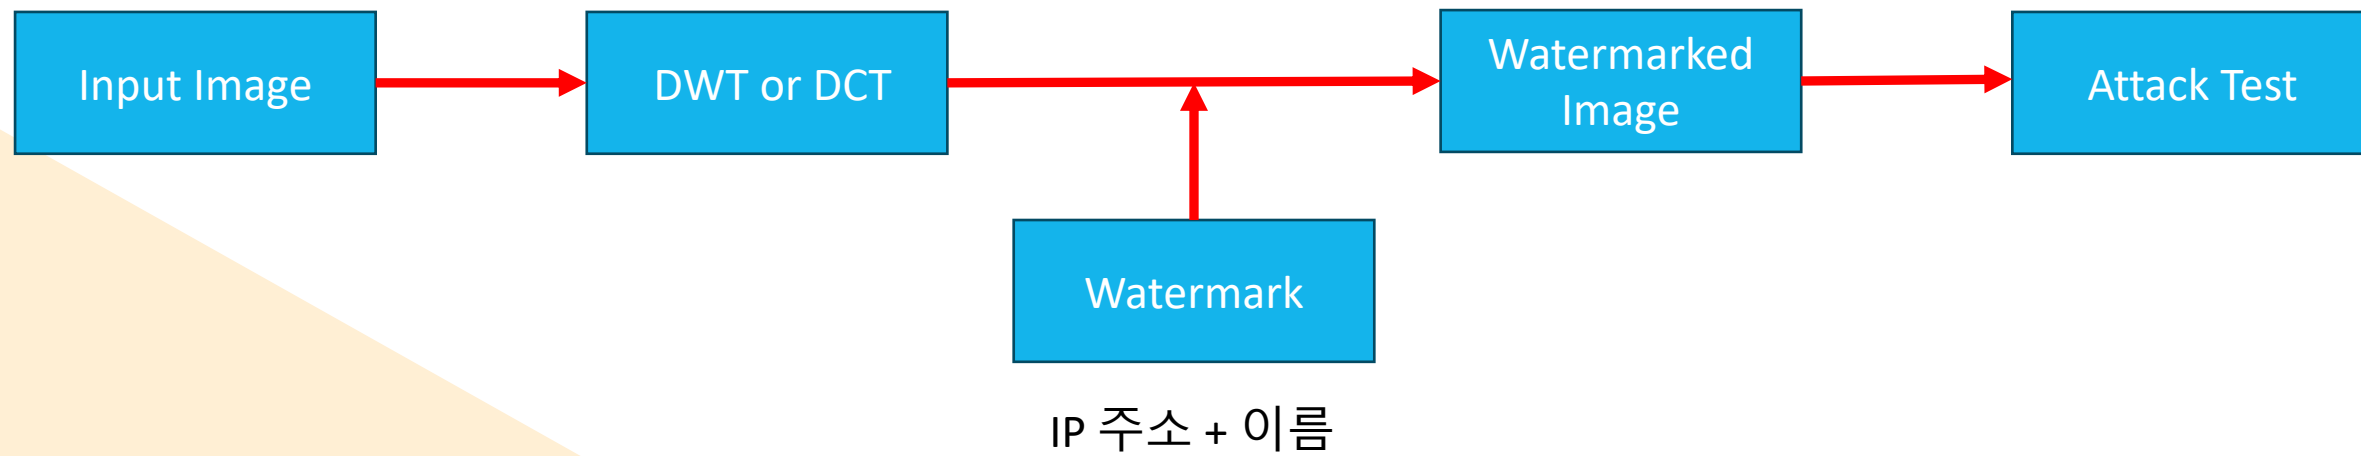 Input Image
DWT or DCT
Watermarked
Image
Attack Test
Watermark
IP 주소 + 이름